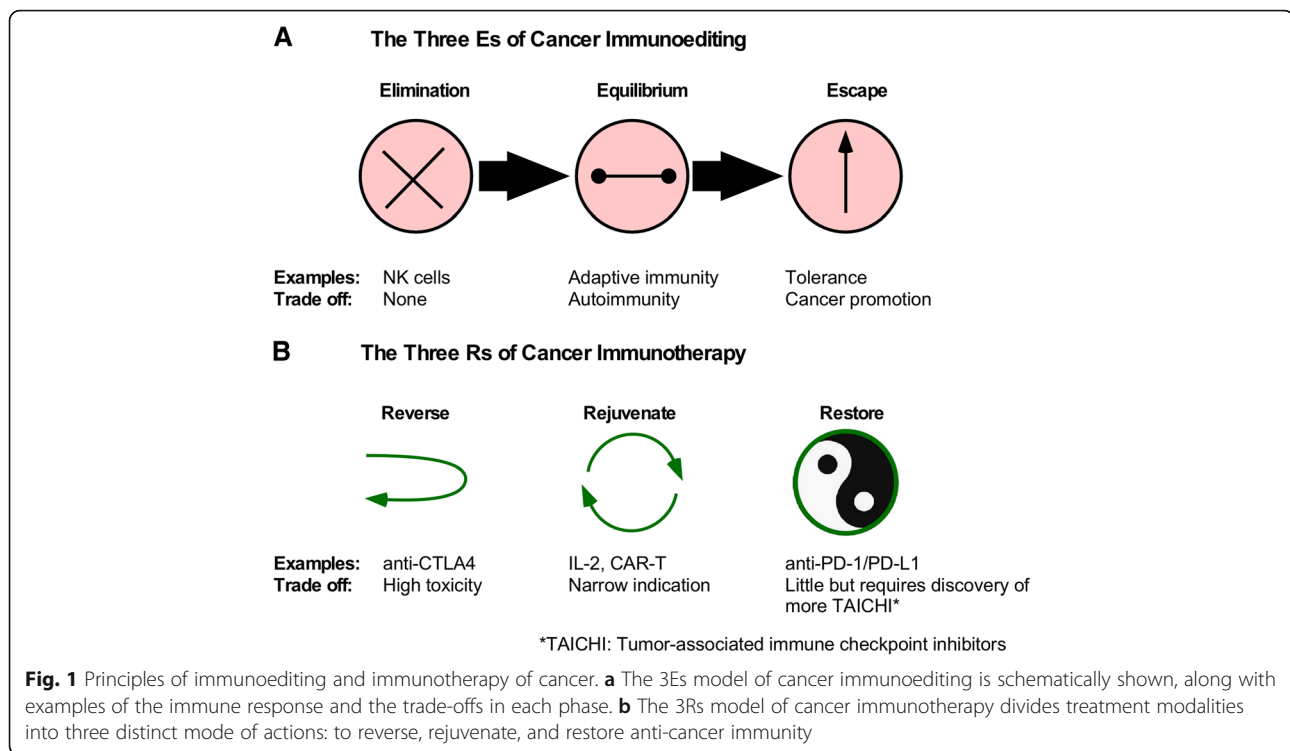 A The Three Es of Cancer Immunoediting
Elimination Equilibrium Escape
Examples: NK cells Adaptive immunity Tolerance
Trade off: None Autoimmunity Cancer promotion
B The Three Rs of Cancer Immunotherapy
Reverse Rejuvenate Restore
Examples: anti-CTLA4 IL-2, CAR-T anti-PD-1/PD-L1
Trade off: High toxicity Narrow indication Little but requires discovery of
more TAICHI*
*TAICHI: Tumor-associated immune checkpoint inhibitors
Fig. 1 Principles of immunoediting and immunotherapy of cancer. a The 3Es model of cancer immunoediting is schematically shown, along with
examples of the immune response and the trade-offs in each phase. b The 3Rs model of cancer immunotherapy divides treatment modalities
into three distinct mode of actions: to reverse, rejuvenate, and restore anti-cancer immunity